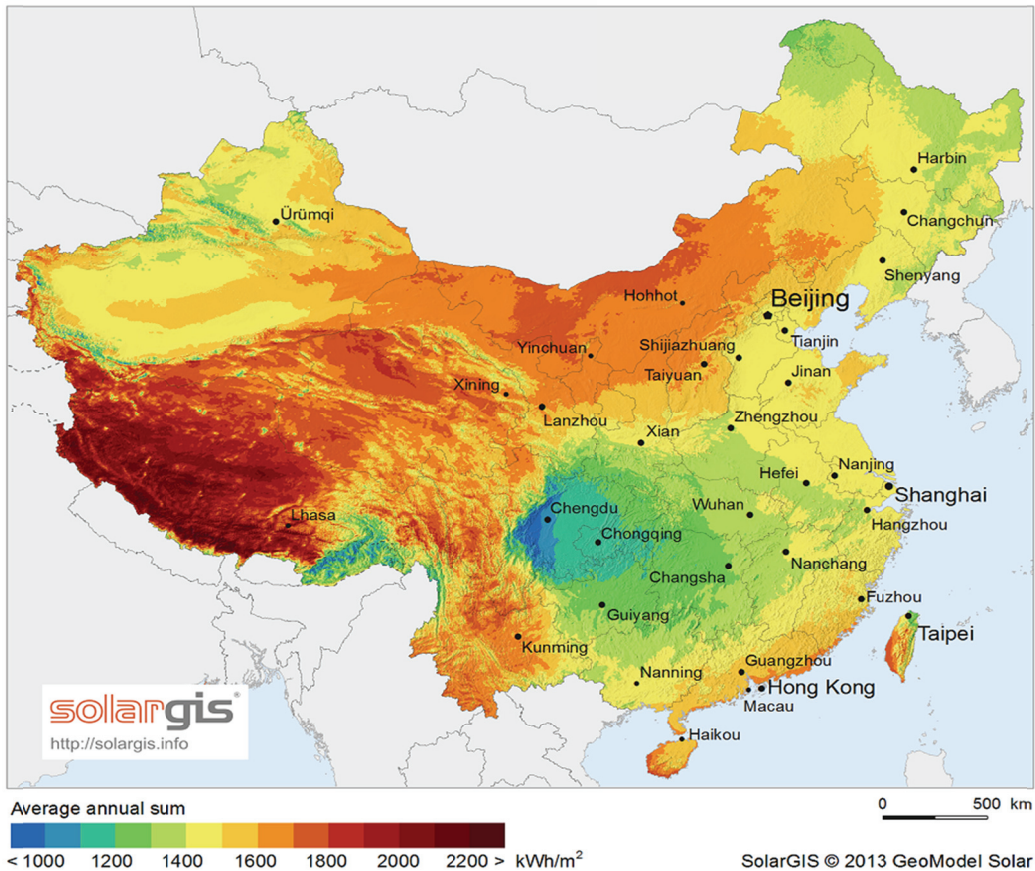 Harbin
Changchun
Ürümqi
Shenyang
Hohhot
Beijing
Tianjin
Yinchuan
Shijiazhuang
Taiyuan
Jinan
Xining
Lanzhou
Zhengzhou
Xian
Hefei
Nanjing
Shanghai
Lhasa
Chengdu
Wuhan
Hangzhou
Chongqing
Nanchang
Changsha
Fuzhou
Guiyang
Taipei
Kunming
Guangzhou
Nanning
Hong Kong
Macau
Haikou
solargis®
http://solargis.info
Average annual sum
< 1000 1200 1400 1600 1800 2000 2200 > kWh/m²
0 500 km
SolarGIS © 2013 GeoModel Solar